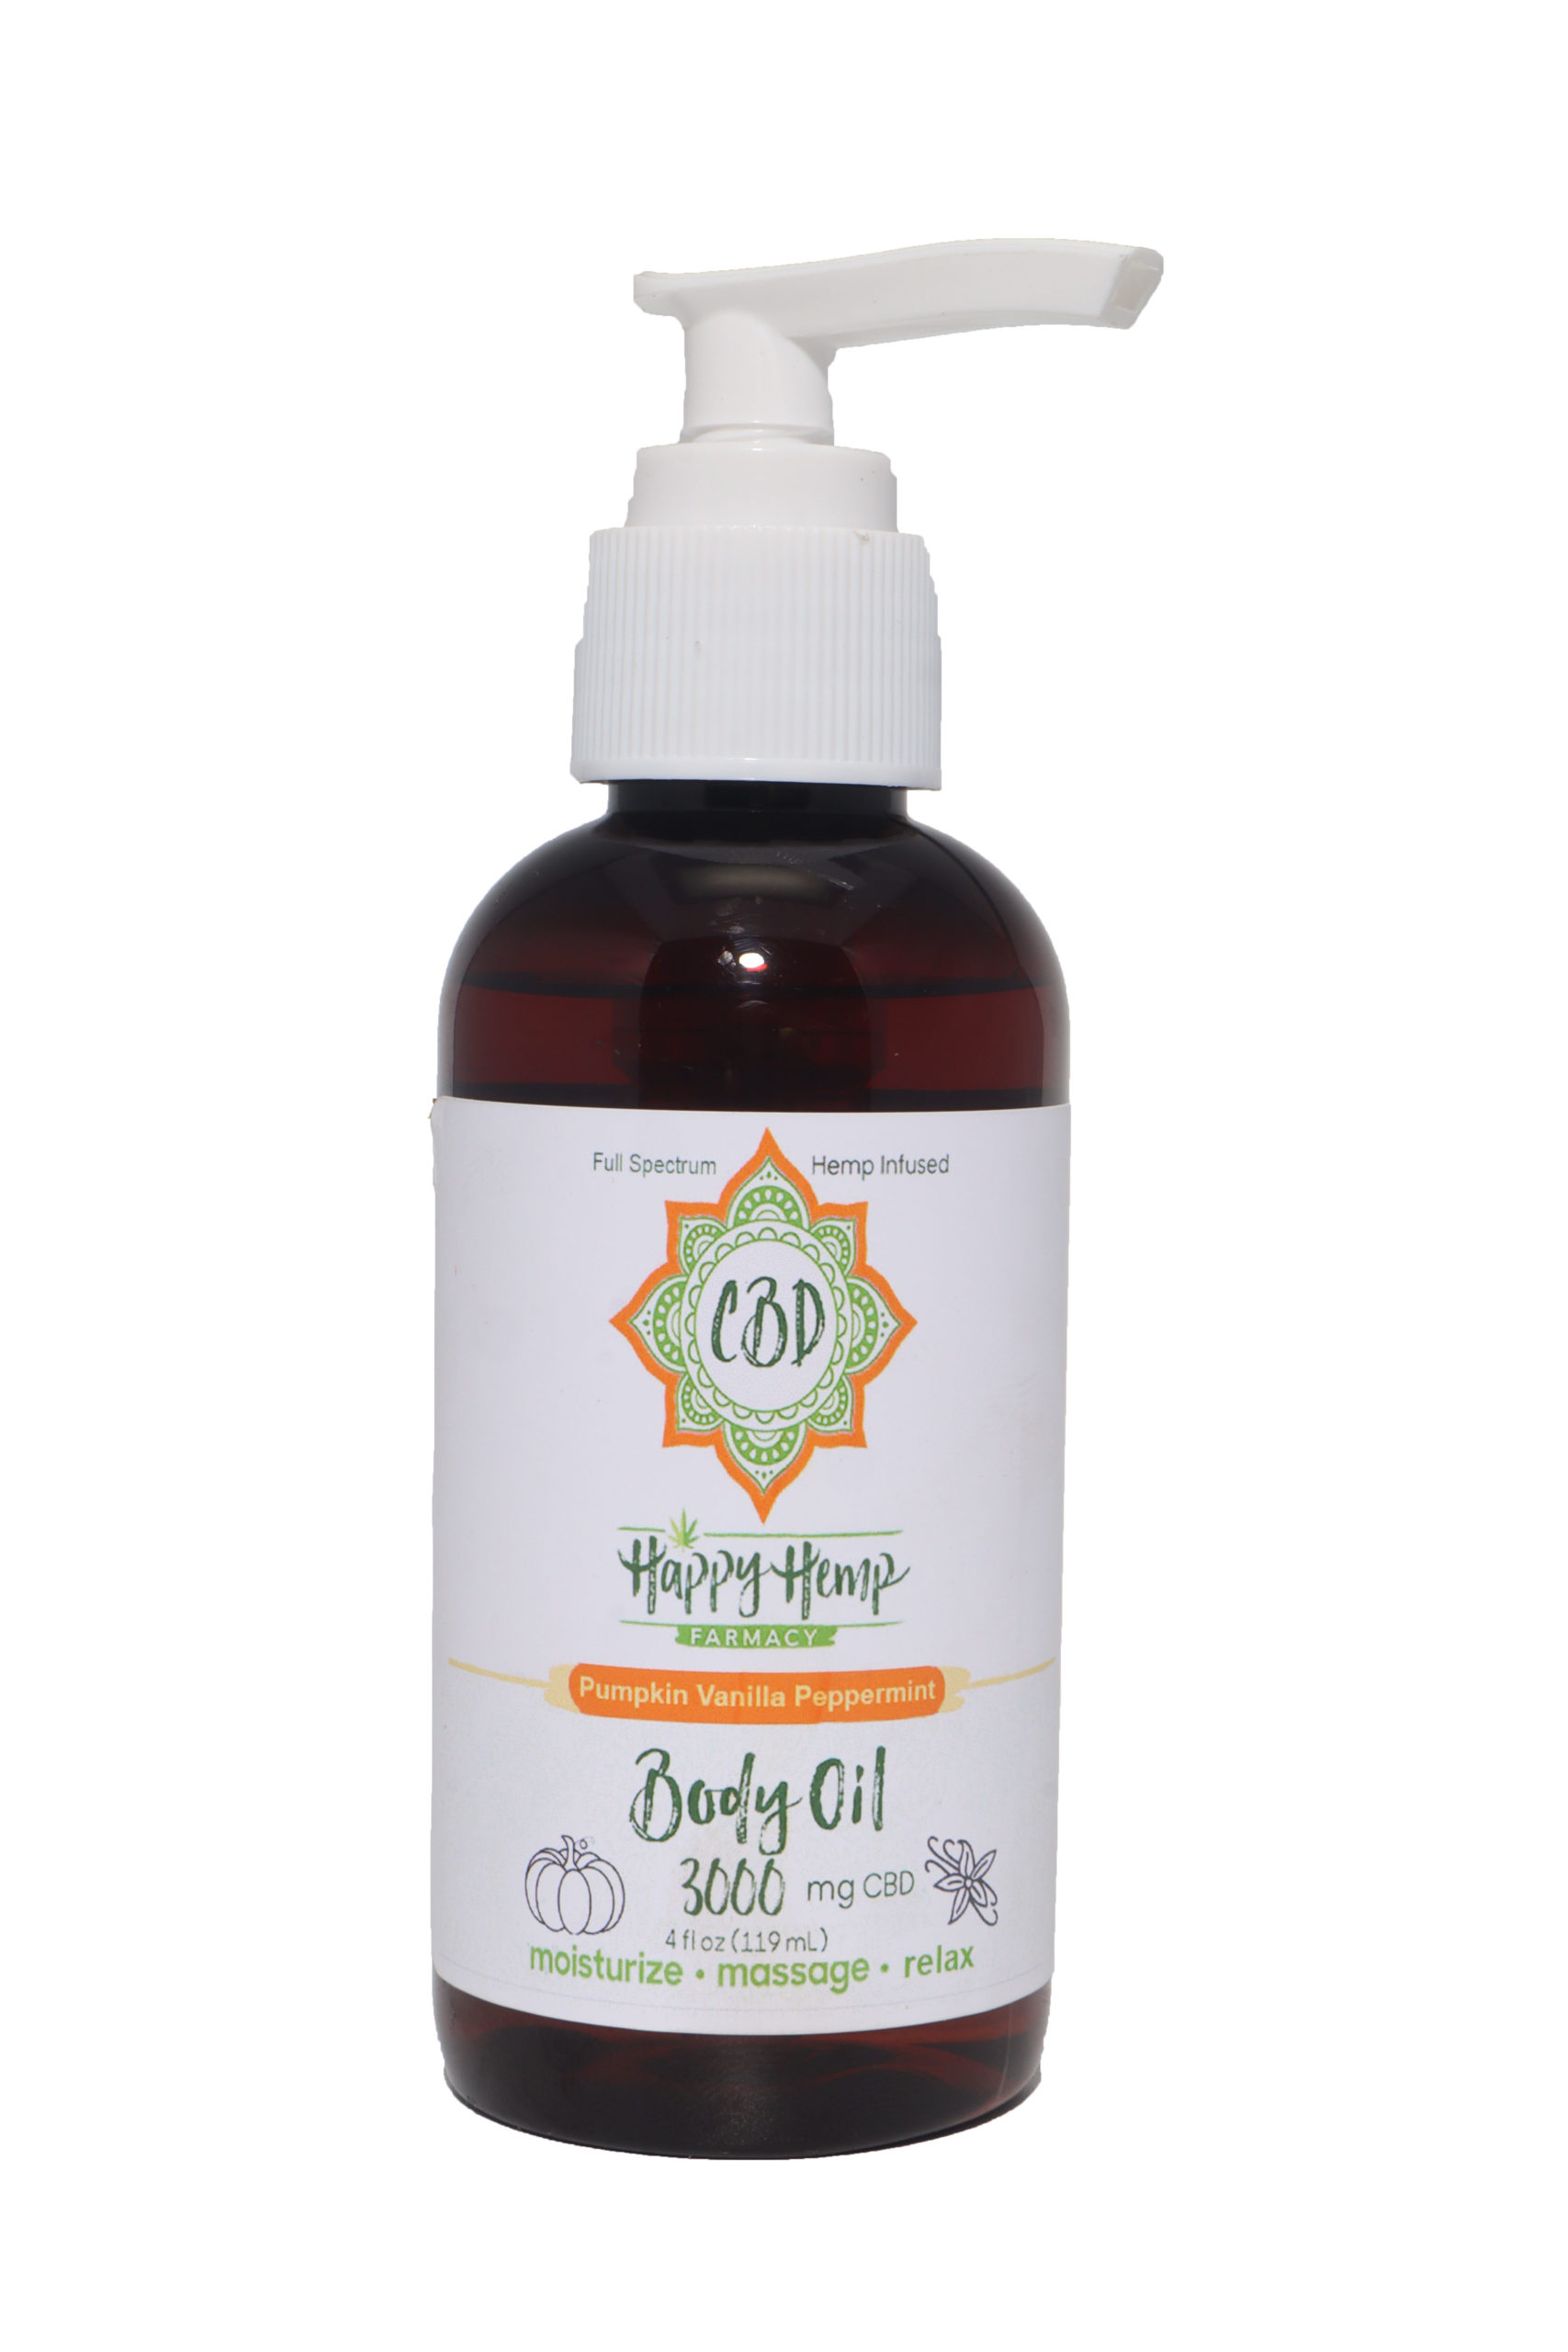 Full Spectrum Hemp Infused
CBD
Happy Hemp
FARMACY
Pumpkin Vanilla Peppermint
Body Oil
3000 mg CBD
4 fl oz (119 mL)
moisturize • massage • relax